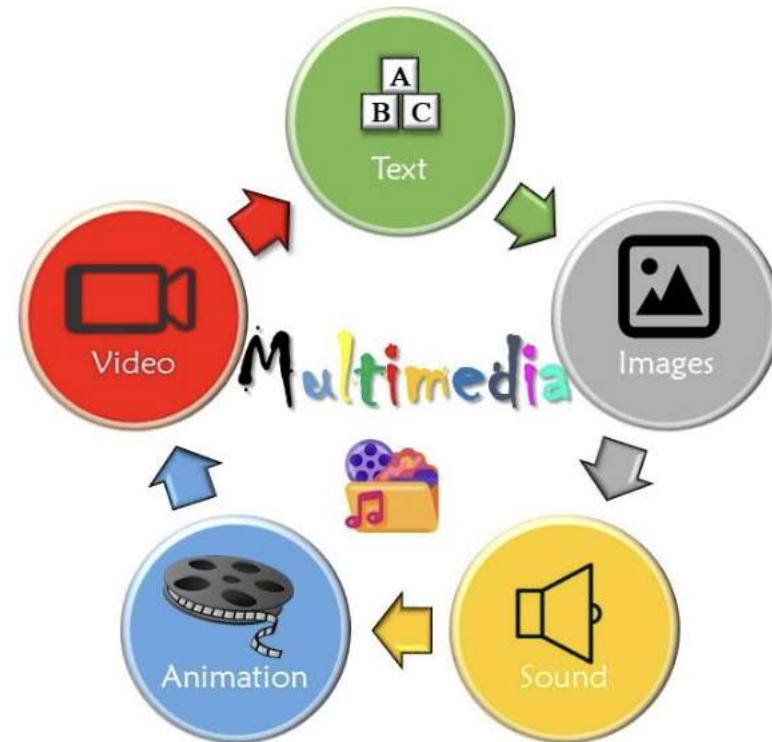 A
B C
Text
Images
Sound
Animation
Video
Multimedia